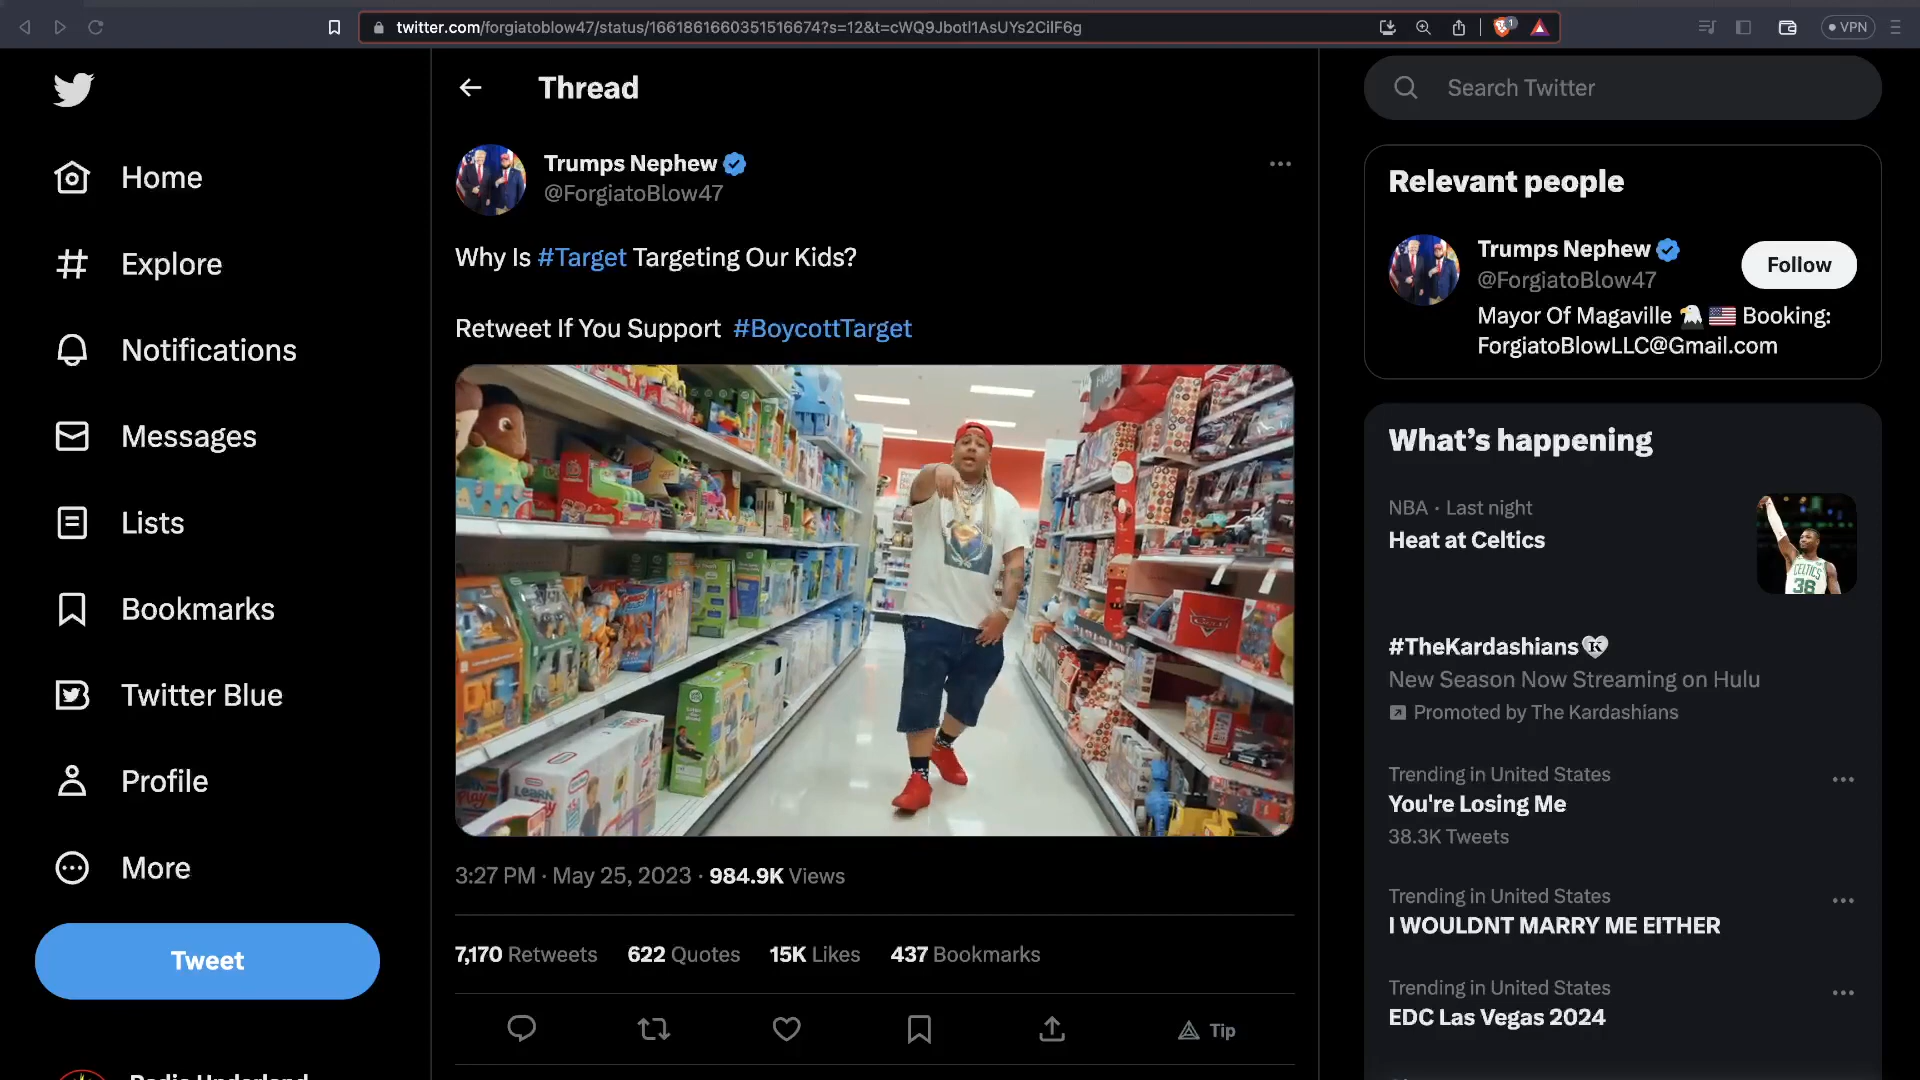 twitter.com/forgiatoblow47/status/1661861660351516674?s=12&t=cWQ9Jbotl1AsUYs2CilF6g
1
VPN
Home
Explore
Notifications
Messages
Lists
Bookmarks
Twitter Blue
Profile
More
Tweet
Thread
Trumps Nephew
@ForgiatoBlow47
Why Is #Target Targeting Our Kids?
Retweet If You Support #BoycottTarget
LEARN
3:27 PM · May 25, 2023 · 984.9K Views
7,170 Retweets 622 Quotes 15K Likes 437 Bookmarks
Tip
Search Twitter
Relevant people
Trumps Nephew
@ForgiatoBlow47
Follow
Mayor Of Magaville 🦅 🇺🇸 Booking:
ForgiatoBlowLLC@Gmail.com
What's happening
NBA · Last night
Heat at Celtics
CELTICS
36
#TheKardashians
New Season Now Streaming on Hulu
Promoted by The Kardashians
Trending in United States
You're Losing Me
38.3K Tweets
Trending in United States
I WOULDNT MARRY ME EITHER
Trending in United States
EDC Las Vegas 2024